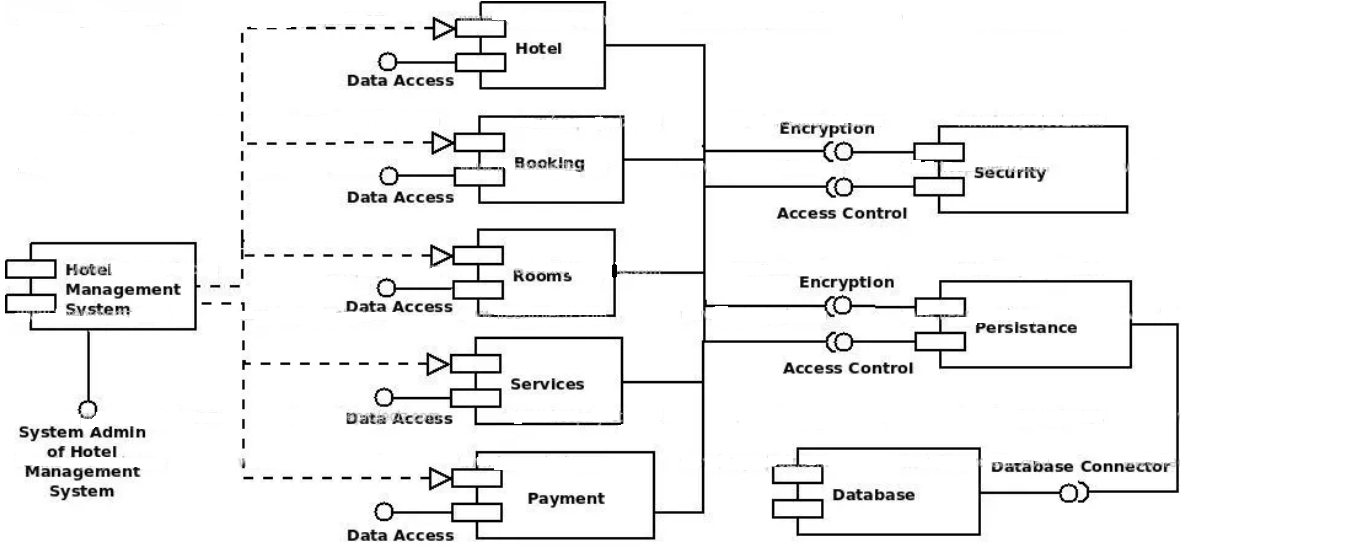 Hotel
Data Access
Encryption
Booking
Security
Data Access
Access Control
Hotel
Management
System
Rooms
Data Access
Encryption
Persistance
Access Control
Services
Data Access
System Admin
of Hotel
Management
System
Database Connector
Database
Payment
Data Access